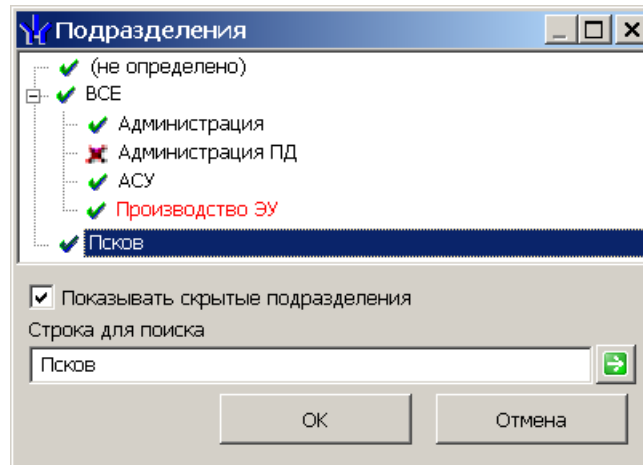 Подразделения
(не определено)
ВСЕ
Администрация
Администрация ПД
АСУ
Производство ЭУ
Псков
Показывать скрытые подразделения
Строка для поиска
Псков
ОК
Отмена